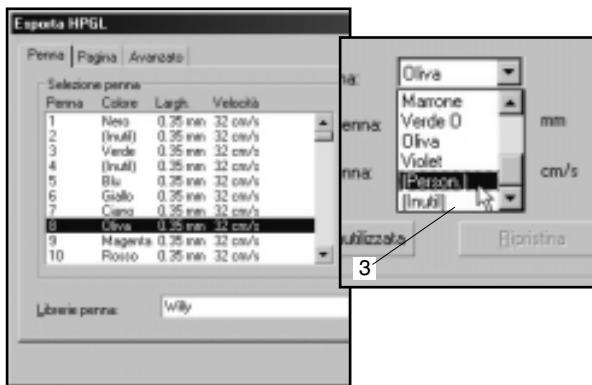 Esporta HPGL
Penna Pagina Avanzato
Selezione penna
Penna Colore Largh. Velocità
1 Nero 0.35 mm 32 cm/s
2 (Inutil) 0.35 mm 32 cm/s
3 Verde 0.35 mm 32 cm/s
4 (Inutil) 0.35 mm 32 cm/s
5 Blu 0.35 mm 32 cm/s
6 Giallo 0.35 mm 32 cm/s
7 Ciano 0.35 mm 32 cm/s
8 Oliva 0.35 mm 32 cm/s
9 Magenta 0.35 mm 32 cm/s
10 Rosso 0.35 mm 32 cm/s
Librerie penna: Willy
na: Oliva
Marrone
enna: Verde O mm
Oliva
Violet
nna: (Person.) cm/s
(Inutil)
utilizzata Ripristina
3